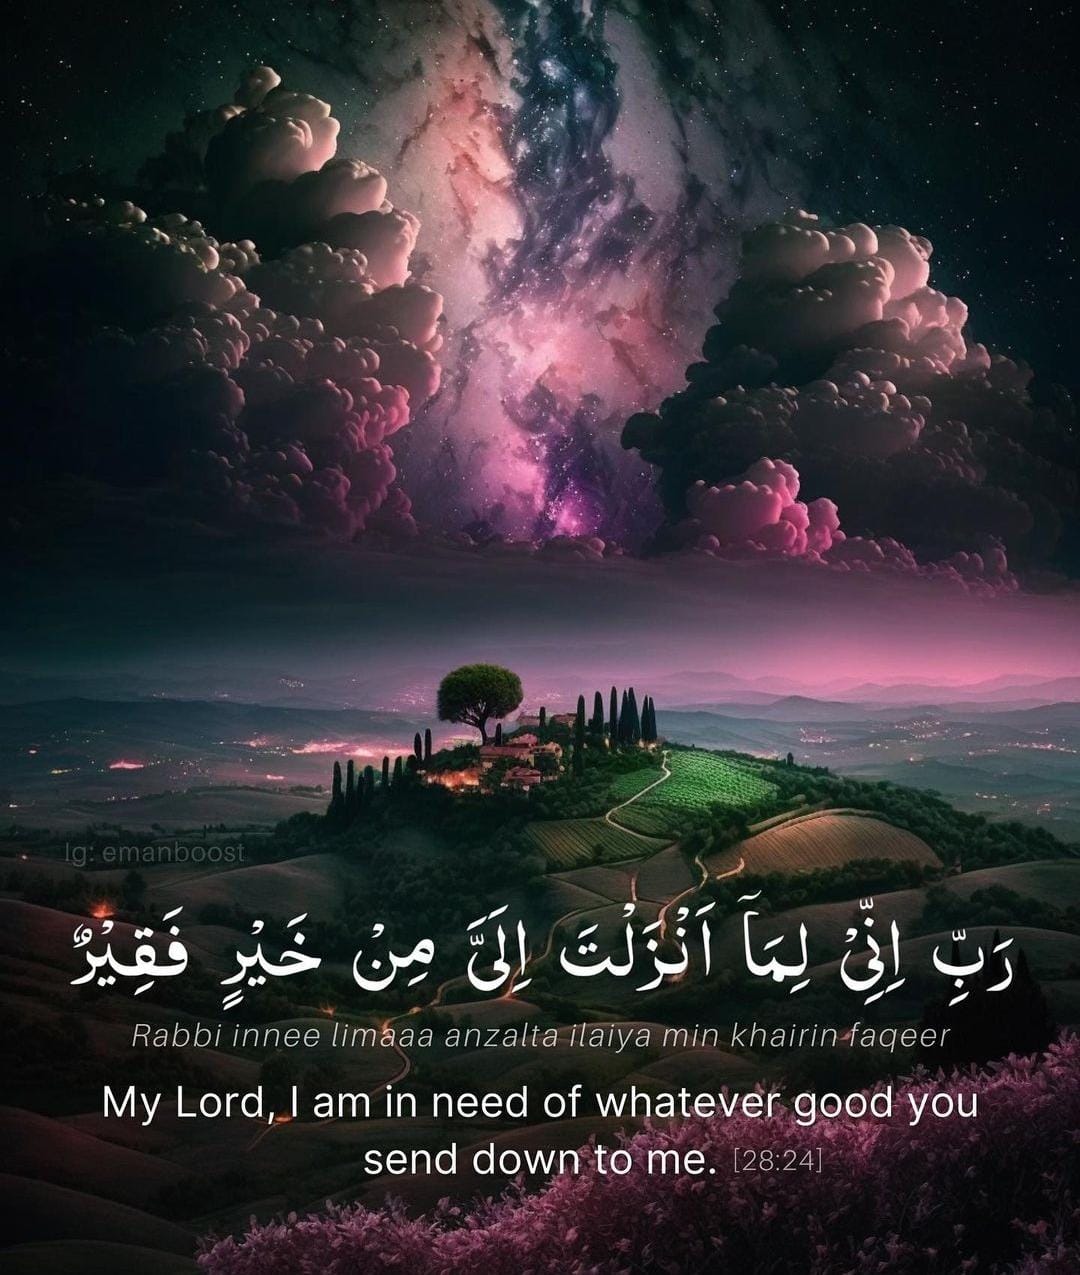 Ig: emanboost
رَبِّ اِنِّيْ لِمَآ اَنْزَلْتَ اِلَيَّ مِنْ خَيْرٍ فَقِيْرٌ
Rabbi innee limaaa anzalta ilaiya min khairin faqeer
My Lord, I am in need of whatever good you
send down to me. [28:24]